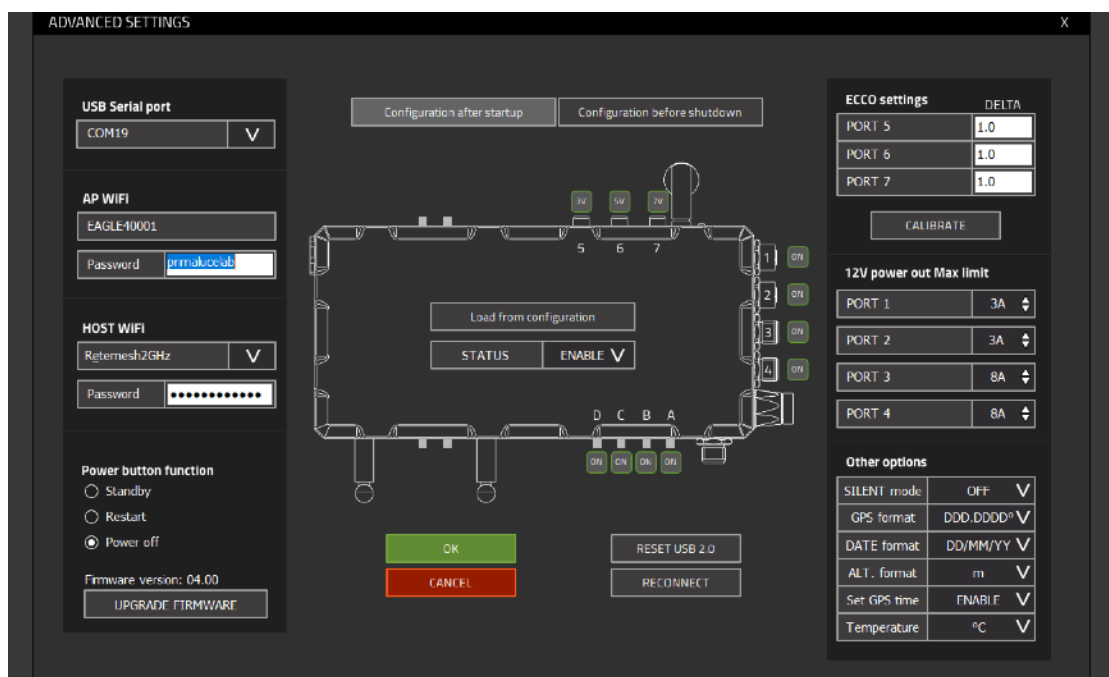 ADVANCED SETTINGS X
USB Serial port
COM19 V
AP WiFi
EAGLE40001
Password primalucelab
HOST WiFi
Retemesh2GHz V
Password ●●●●●●●●●●●●
Power button function
Standby
Restart
Power off
Firmware version: 04.00
UPGRADE FIRMWARE
Configuration after startup Configuration before shutdown
3V 5V 7V
5 6 7
1 ON
2 ON
3 ON
4 ON
Load from configuration
STATUS ENABLE V
D C B A
ON ON ON ON
OK RESET USB 2.0
CANCEL RECONNECT
ECCO settings DELTA
PORT 5 1.0
PORT 6 1.0
PORT 7 1.0
CALIBRATE
12V power out Max limit
PORT 1 3A
PORT 2 3A
PORT 3 8A
PORT 4 8A
Other options
SILENT mode OFF V
GPS format DDD.DDDD° V
DATE format DD/MM/YY V
ALT. format m V
Set GPS time ENABLE V
Temperature °C V